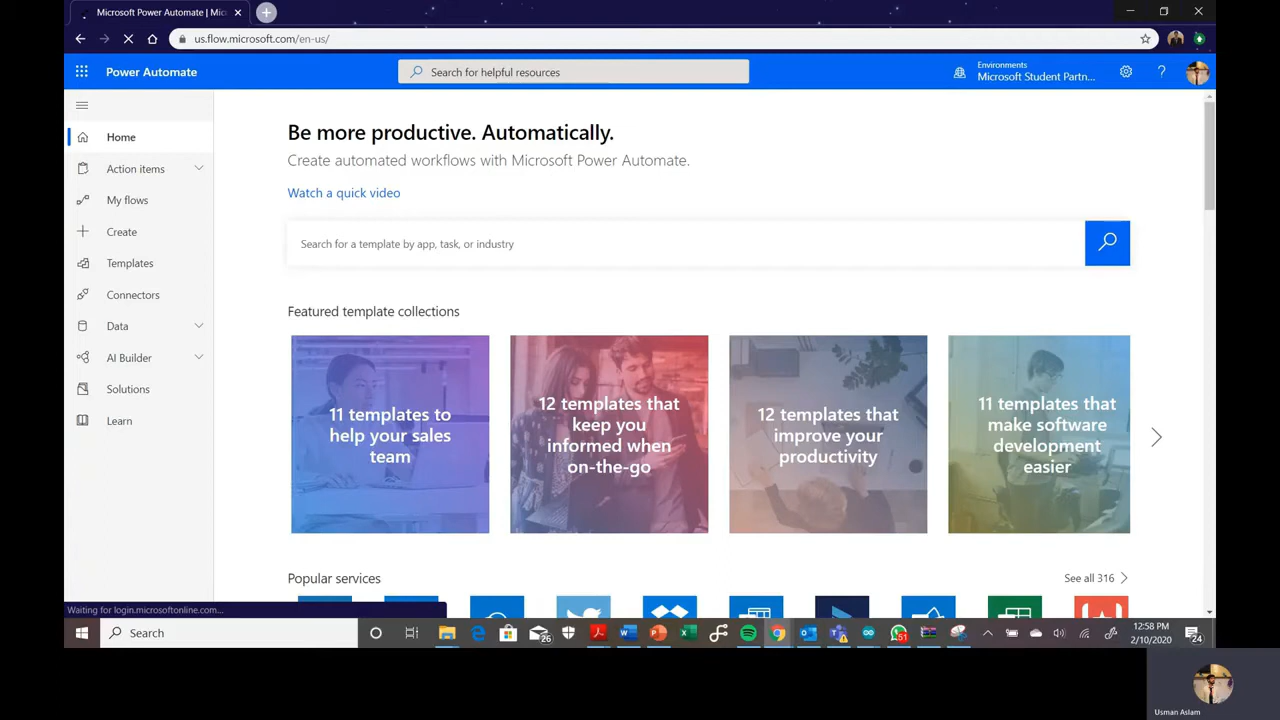 Microsoft Power Automate | Mic
us.flow.microsoft.com/en-us/
Power Automate
Search for helpful resources
Environments
Microsoft Student Partn...
Home
Action items
My flows
Create
Templates
Connectors
Data
AI Builder
Solutions
Learn
Be more productive. Automatically.
Create automated workflows with Microsoft Power Automate.
Watch a quick video
Search for a template by app, task, or industry
Featured template collections
11 templates to
help your sales
team
12 templates that
keep you
informed when
on-the-go
12 templates that
improve your
productivity
11 templates that
make software
development
easier
Popular services
See all 316
Waiting for login.microsoftonline.com...
Search
26
51
12:58 PM
2/10/2020
24
Usman Aslam